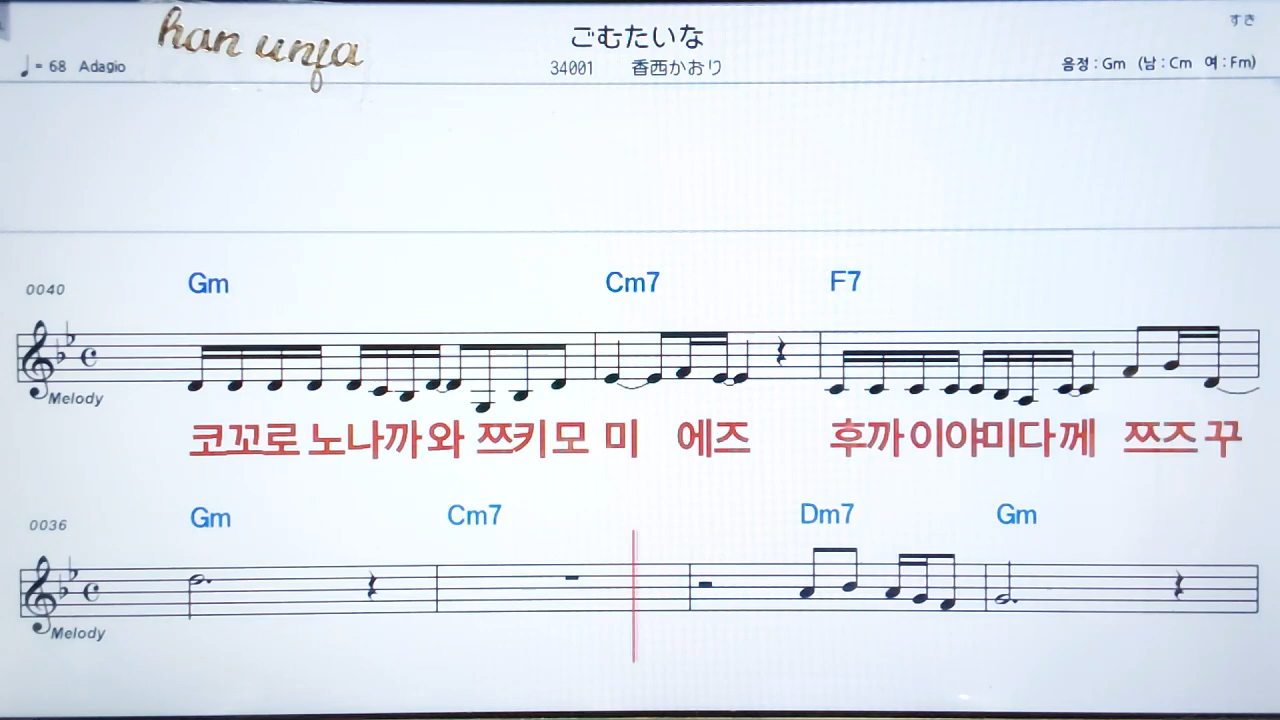 han unfa
ごむたいな
すき
♩= 68 Adagio
34001 香西かおり
음정 : Gm (남 : Cm 여 : Fm)
0040
Gm Cm7 F7
Melody
코꼬로 노나까 와 쯔키 모 미 에즈 후까 이이야미다 께 쯔즈 꾸
0036
Gm Cm7 Dm7 Gm
Melody